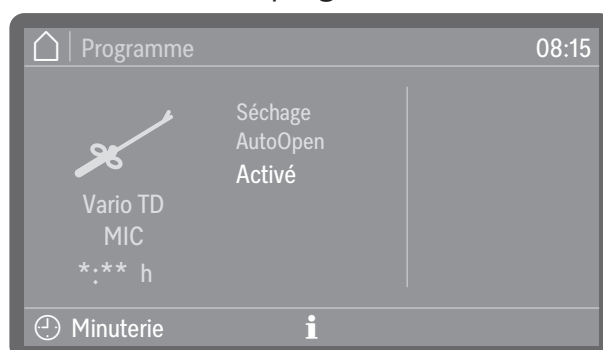 Programme
08:15
Séchage
AutoOpen
Activé
Vario TD
MIC
*:** h
Minuterie
i